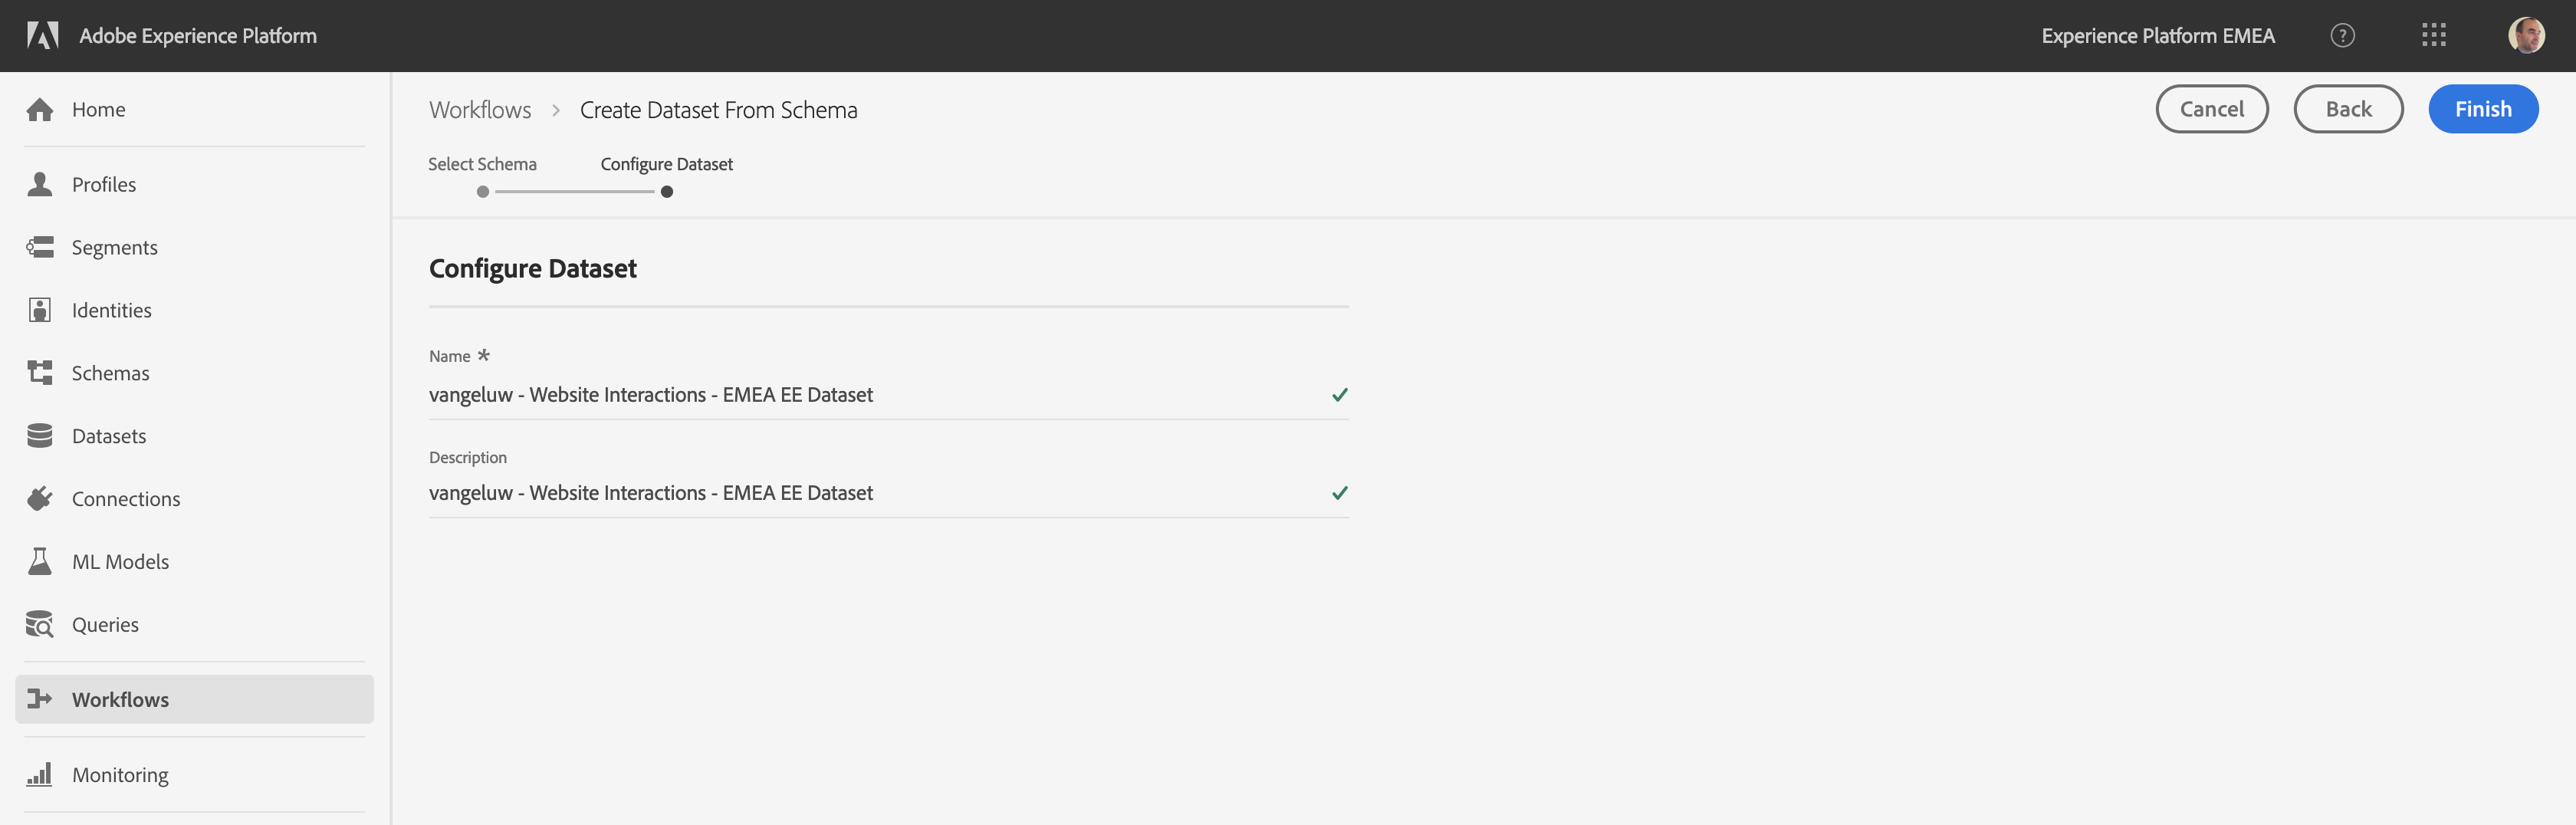 Adobe Experience Platform
Experience Platform EMEA
?
Home
Profiles
Segments
Identities
Schemas
Datasets
Connections
ML Models
Queries
Workflows
Monitoring
Workflows > Create Dataset From Schema
Cancel
Back
Finish
Select Schema
Configure Dataset
Configure Dataset
Name *
vangeluw - Website Interactions - EMEA EE Dataset
Description
vangeluw - Website Interactions - EMEA EE Dataset